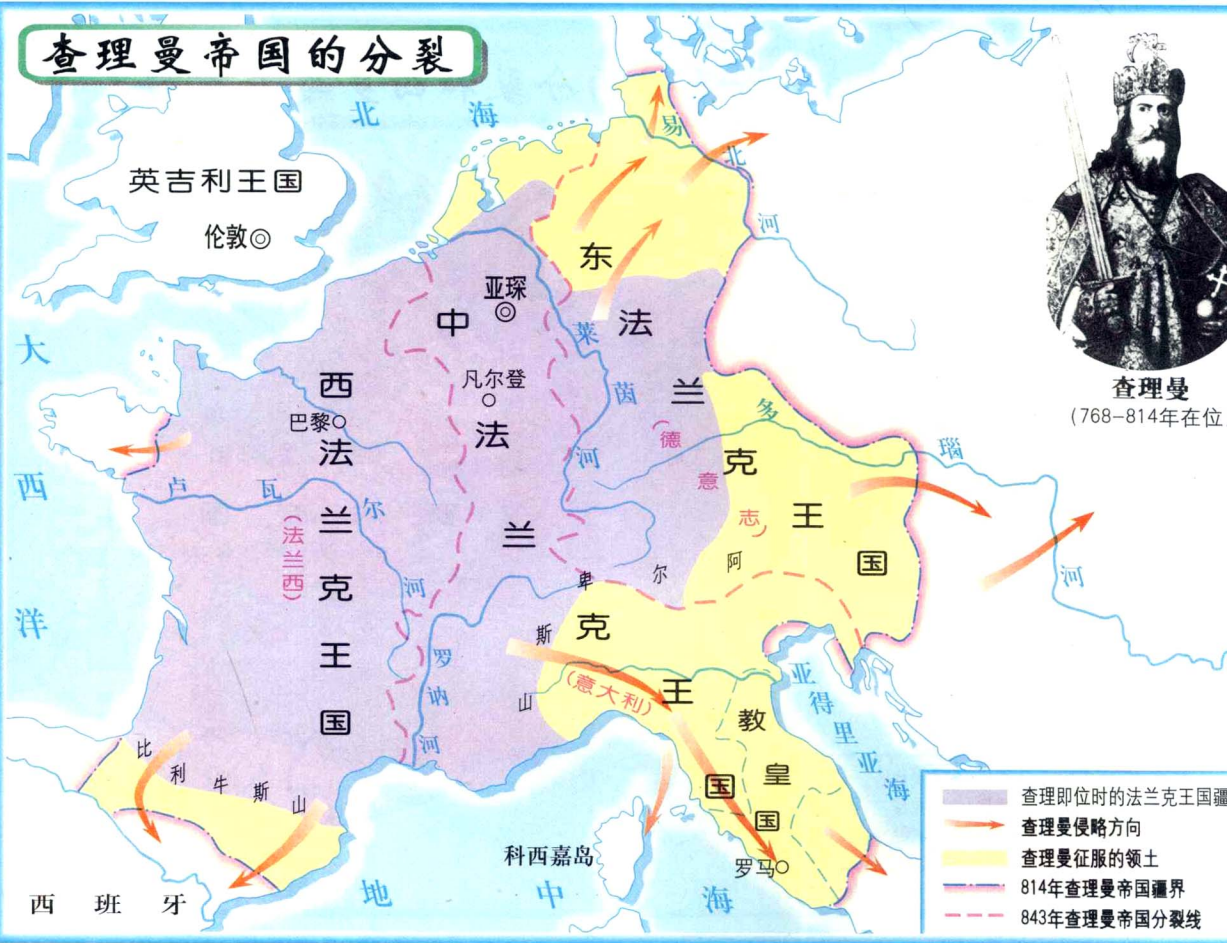 查理曼帝国的分裂
北海
英吉利王国
伦敦
易北河
东法兰克王国
(德意志)
亚琛
中法兰克王国
(意大利)
莱茵河
凡尔登
西法兰克王国
(法兰西)
巴黎
卢瓦尔河
多瑙河
大西洋
阿尔卑斯山
罗讷河
亚得里亚海
教皇国
罗马
比利牛斯山
科西嘉岛
西班牙
地中海
查理曼
(768-814年在位
查理即位时的法兰克王国疆
查理曼侵略方向
查理曼征服的领土
814年查理曼帝国疆界
843年查理曼帝国分裂线